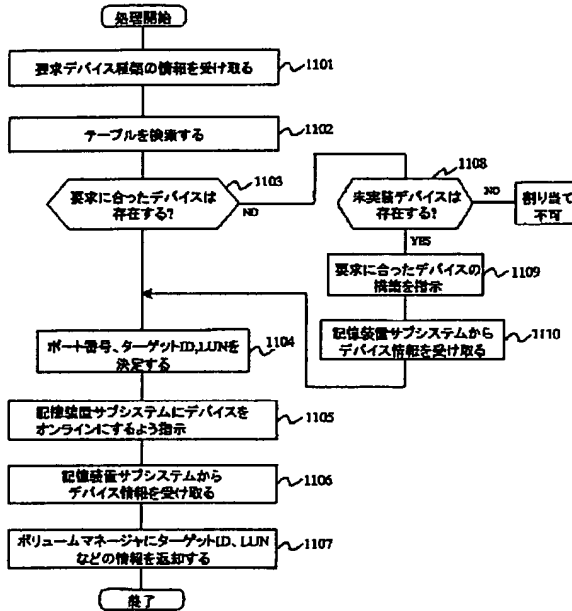 処理開始
要求デバイス種類の情報を受け取る
1101
テーブルを検索する
1102
要求に合ったデバイスは
存在する?
1103
NO
未実装デバイスは
存在する?
1108
NO
割り当て
不可
YES
要求に合ったデバイスの
構築を指示
1109
記憶装置サブシステムから
デバイス情報を受け取る
1110
ポート番号、ターゲットID,LUNを
決定する
1104
記憶装置サブシステムにデバイスを
オンラインにするよう指示
1105
記憶装置サブシステムから
デバイス情報を受け取る
1106
ボリュームマネージャにターゲットID、LUN
などの情報を返却する
1107
終了